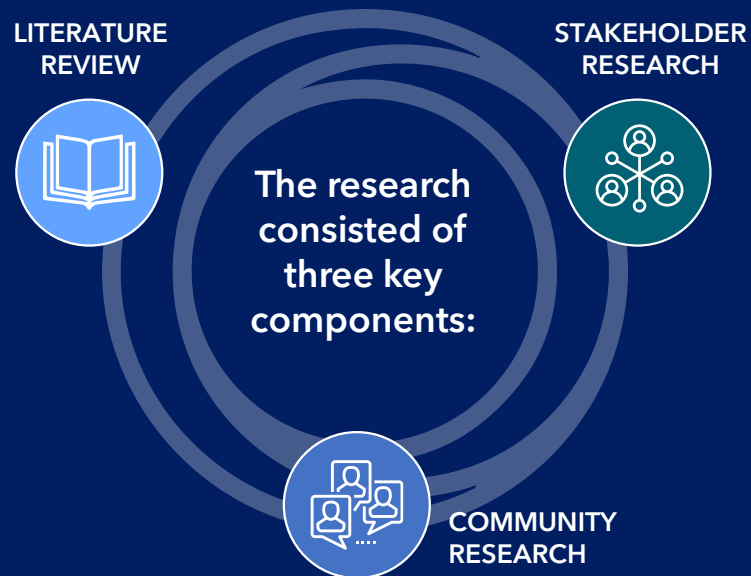 LITERATURE
REVIEW
STAKEHOLDER
RESEARCH
The research
consisted of
three key
components:
COMMUNITY
RESEARCH